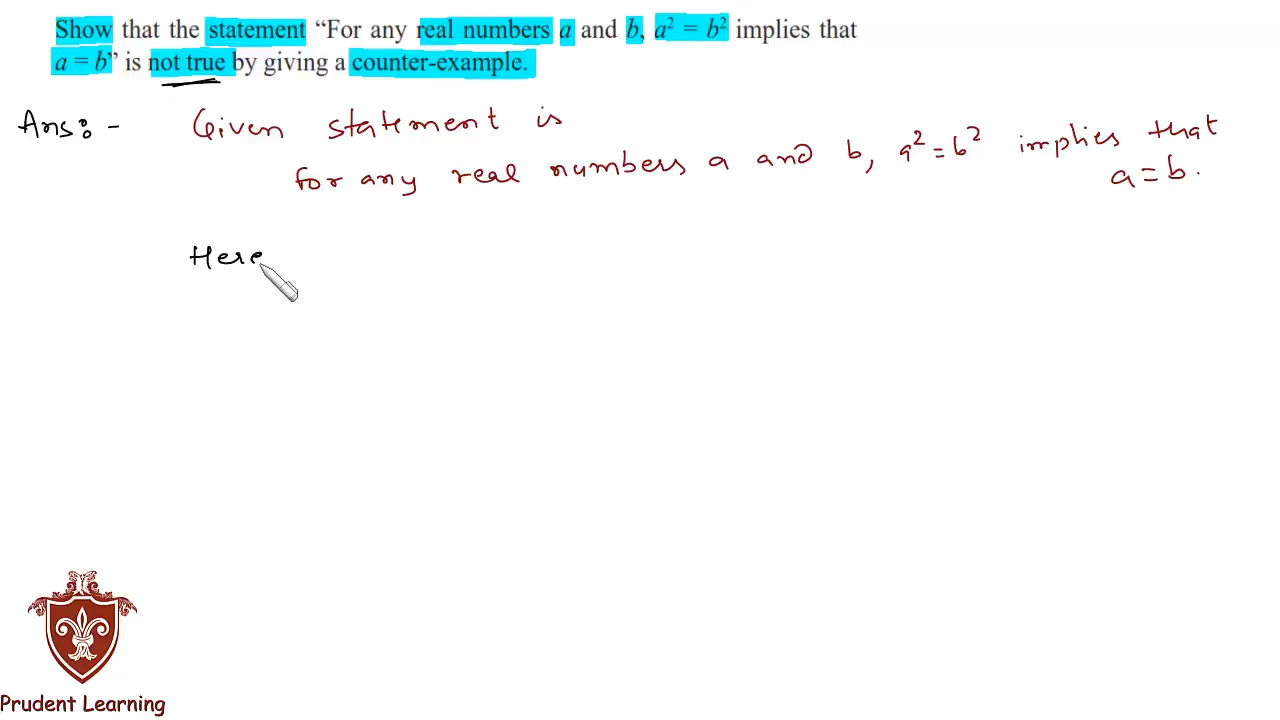 Show that the statement “For any real numbers a and b, a² = b² implies that
a = b” is not true by giving a counter-example.
Ans:- Given statement is
for any real numbers a and b, a² = b² implies that
a = b.
Here
Prudent Learning